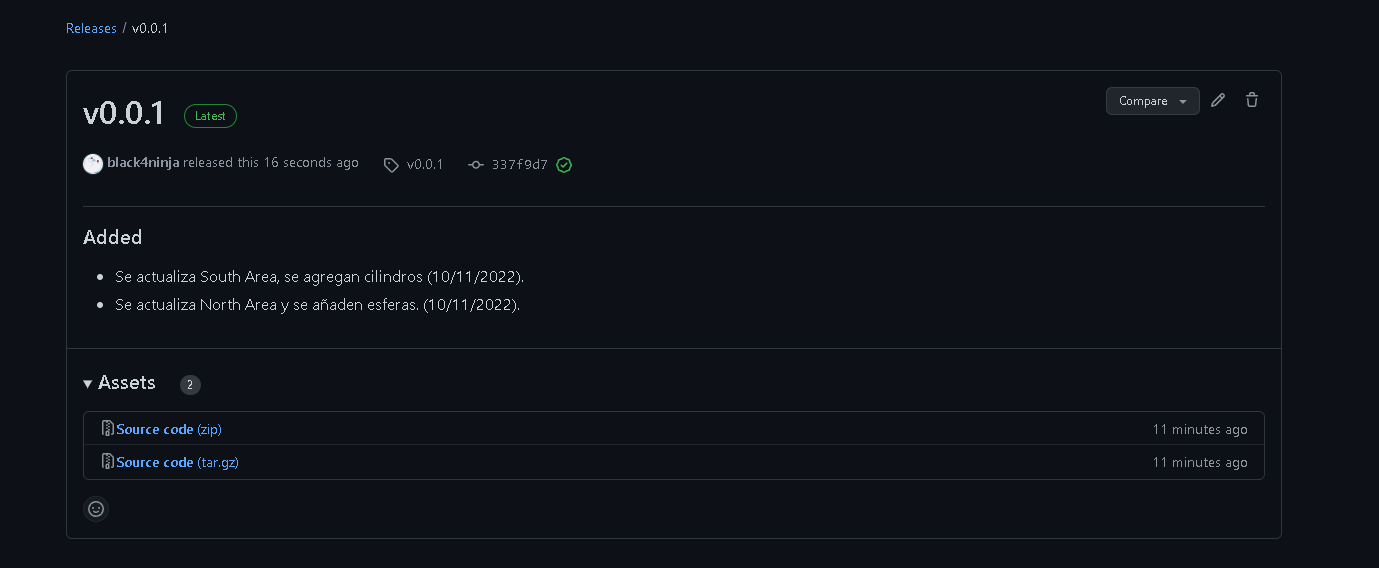 Releases / v0.0.1
v0.0.1 Latest Compare
black4ninja released this 16 seconds ago v0.0.1 337f9d7
Added
• Se actualiza South Area, se agregan cilindros (10/11/2022).
• Se actualiza North Area y se añaden esferas. (10/11/2022).
Assets 2
Source code (zip) 11 minutes ago
Source code (tar.gz) 11 minutes ago